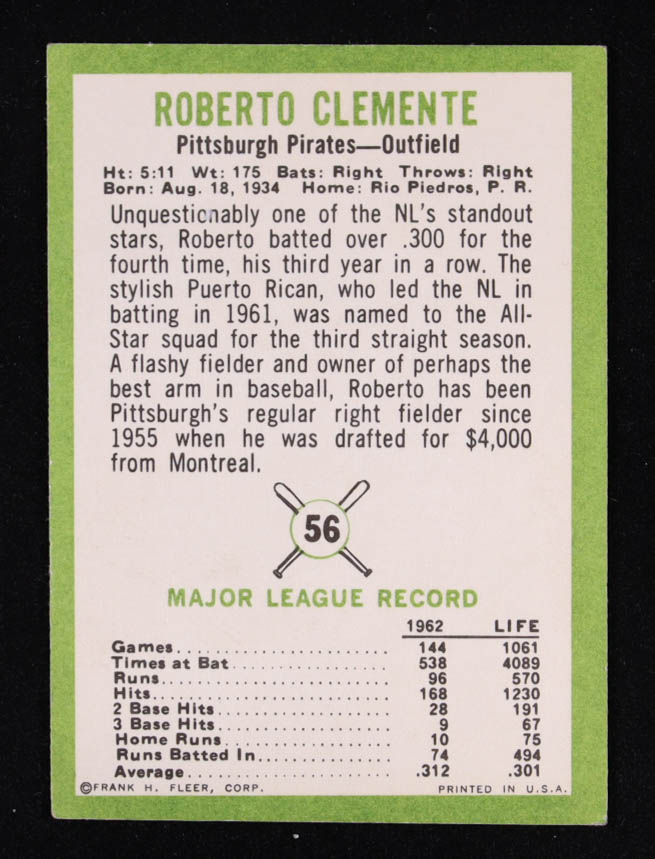 ROBERTO CLEMENTE
Pittsburgh Pirates—Outfield
Ht: 5:11 Wt: 175 Bats: Right Throws: Right
Born: Aug. 18, 1934 Home: Rio Piedros, P. R.
Unquestionably one of the NL's standout
stars, Roberto batted over .300 for the
fourth time, his third year in a row. The
stylish Puerto Rican, who led the NL in
batting in 1961, was named to the All-
Star squad for the third straight season.
A flashy fielder and owner of perhaps the
best arm in baseball, Roberto has been
Pittsburgh's regular right fielder since
1955 when he was drafted for $4,000
from Montreal.
56
MAJOR LEAGUE RECORD
1962 LIFE
Games 144 1061
Times at Bat 538 4089
Runs 96 570
Hits 168 1230
2 Base Hits 28 191
3 Base Hits 9 67
Home Runs 10 75
Runs Batted In 74 494
Average .312 .301
©FRANK H. FLEER, CORP. PRINTED IN U.S.A.